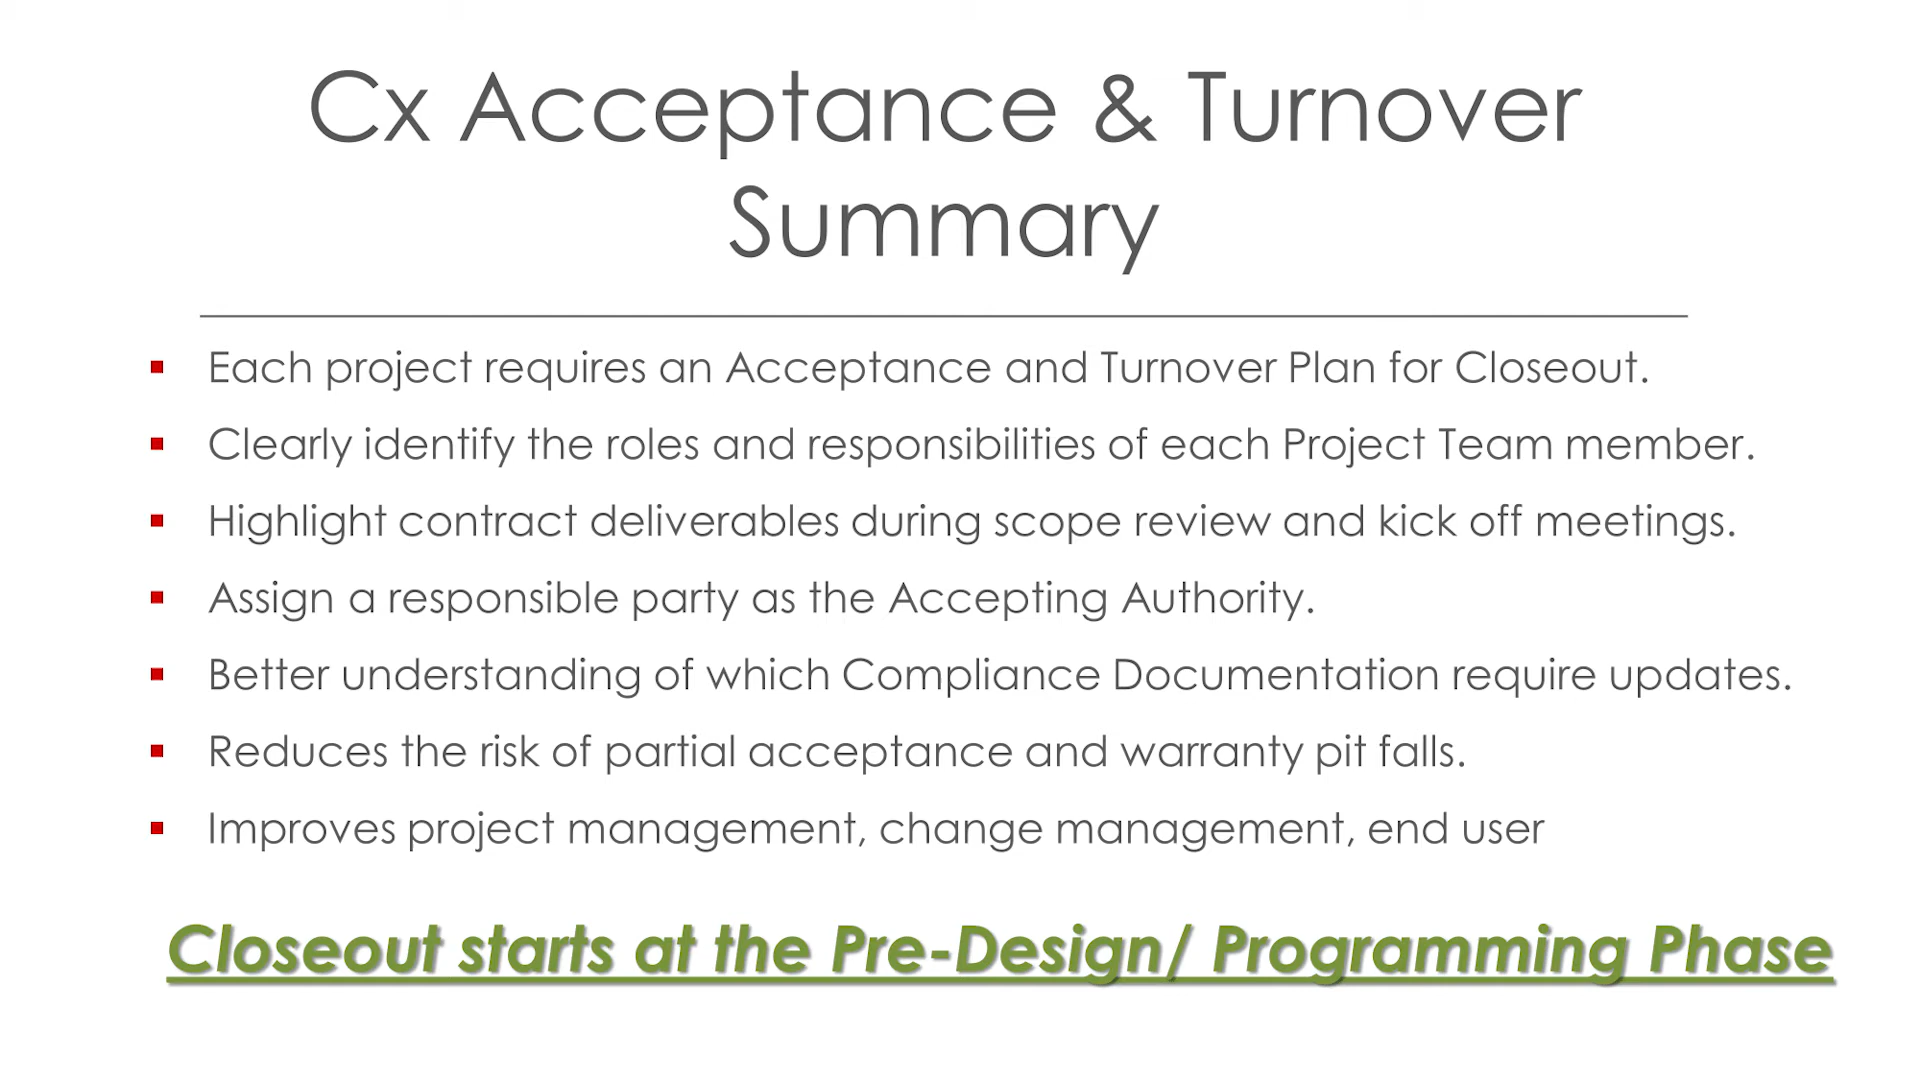 Cx Acceptance & Turnover
Summary
Each project requires an Acceptance and Turnover Plan for Closeout.
Clearly identify the roles and responsibilities of each Project Team member.
Highlight contract deliverables during scope review and kick off meetings.
Assign a responsible party as the Accepting Authority.
Better understanding of which Compliance Documentation require updates.
Reduces the risk of partial acceptance and warranty pit falls.
Improves project management, change management, end user
Closeout starts at the Pre-Design/ Programming Phase